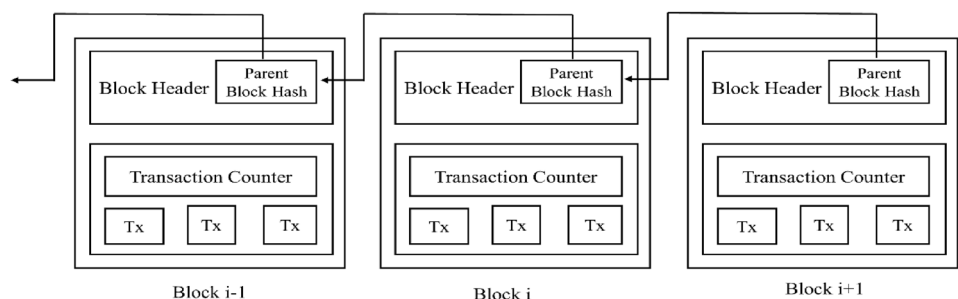 Block Header
Parent
Block Hash
Transaction Counter
Tx Tx Tx
Block i-1
Block Header
Parent
Block Hash
Transaction Counter
Tx Tx Tx
Block i
Block Header
Parent
Block Hash
Transaction Counter
Tx Tx Tx
Block i+1